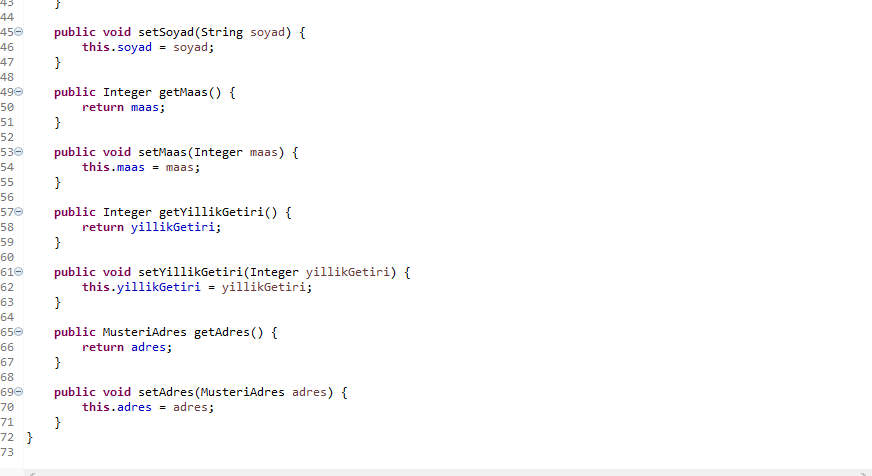 43 }
44
45 public void setSoyad(String soyad) {
46 this.soyad = soyad;
47 }
48
49 public Integer getMaas() {
50 return maas;
51 }
52
53 public void setMaas(Integer maas) {
54 this.maas = maas;
55 }
56
57 public Integer getYillikGetiri() {
58 return yillikGetiri;
59 }
60
61 public void setYillikGetiri(Integer yillikGetiri) {
62 this.yillikGetiri = yillikGetiri;
63 }
64
65 public MusteriAdres getAdres() {
66 return adres;
67 }
68
69 public void setAdres(MusteriAdres adres) {
70 this.adres = adres;
71 }
72 }
73